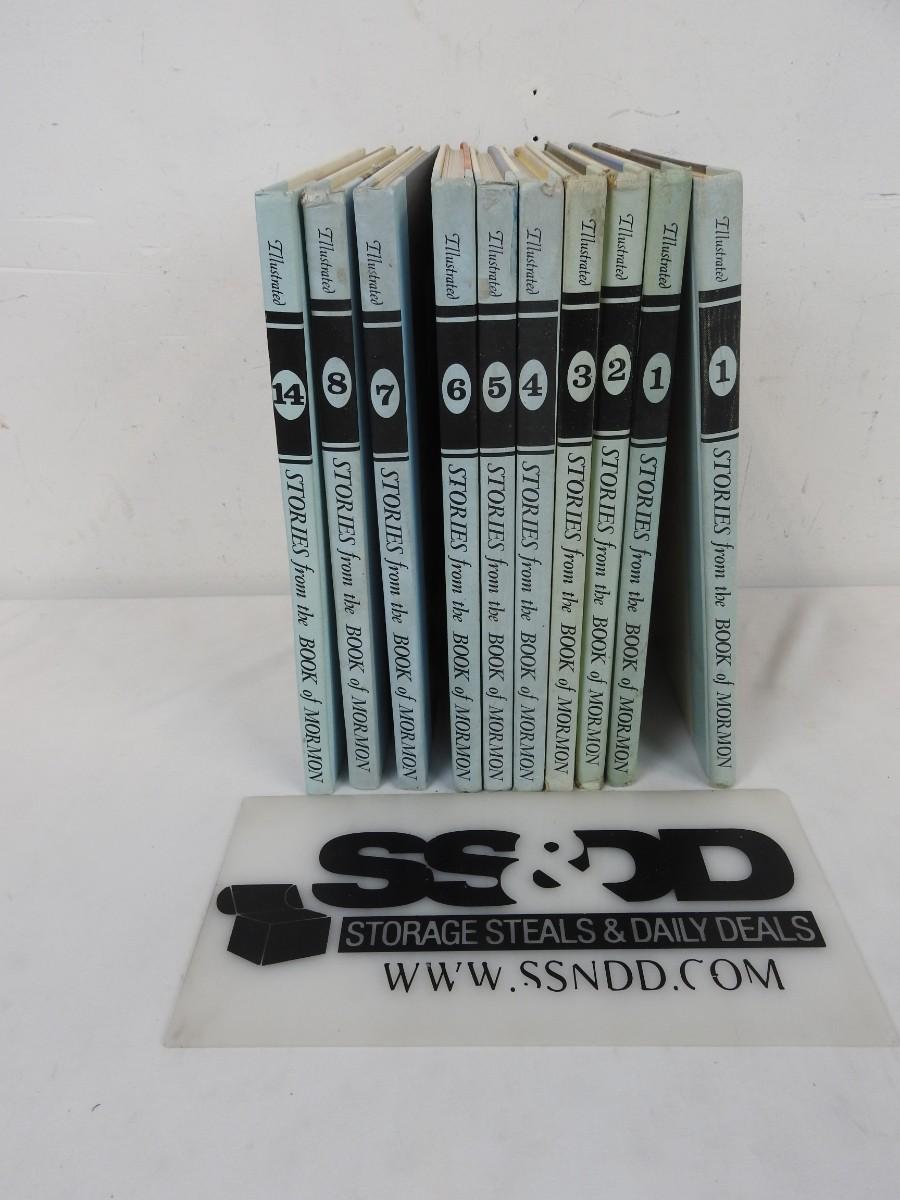 Illustrated 14 STORIES from the BOOK of MORMON
Illustrated 8 STORIES from the BOOK of MORMON
Illustrated 7 STORIES from the BOOK of MORMON
Illustrated 6 STORIES from the BOOK of MORMON
Illustrated 5 STORIES from the BOOK of MORMON
Illustrated 4 STORIES from the BOOK of MORMON
Illustrated 3 STORIES from the BOOK of MORMON
Illustrated 2 STORIES from the BOOK of MORMON
Illustrated 1 STORIES from the BOOK of MORMON
Illustrated 1 STORIES from the BOOK of MORMON
SS&DD
STORAGE STEALS & DAILY DEALS
WWW.SSNDD.COM